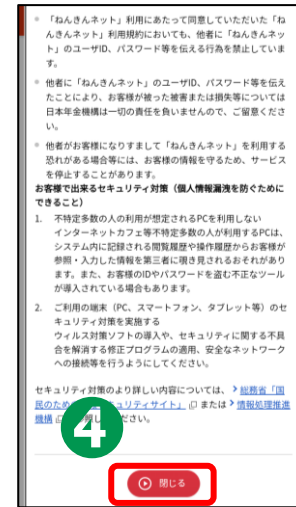 「ねんきんネット」利用にあたって同意していただいた「ね
んきんネット」利用規約においても、他者に「ねんきんネッ
ト」のユーザID、パスワード等を伝える行為を禁止していま
す。
他者に「ねんきんネット」のユーザID、パスワード等を伝え
たことにより、お客様が被った被害または損失等については
日本年金機構は一切の責任を負いませんので、ご留意くださ
い。
他者がお客様になりすまして「ねんきんネット」を利用する
恐れがある場合等には、お客様の情報を守るため、サービス
を停止することがあります。
お客様で出来るセキュリティ対策（個人情報漏洩を防ぐために
できること）
1. 不特定多数の人の利用が想定されるPCを利用しない
インターネットカフェ等不特定多数の人が利用するPCは、
システム内に記録される閲覧履歴や操作履歴からお客様が
参照・入力した情報を第三者に覗き見されるおそれがあり
ます。また、お客様のIDやパスワードを盗む不正なツール
が導入されている場合もあります。
2. ご利用の端末（PC、スマートフォン、タブレット等）のセ
キュリティ対策を実施する
ウィルス対策ソフトの導入や、セキュリティに関する不具
合を解消する修正プログラムの適用、安全なネットワーク
への接続等を行うようにしてください。
セキュリティ対策のより詳しい内容については、 総務省「国
民のため ュリティサイト」 または 情報処理推進
機構 ださい。
4
閉じる